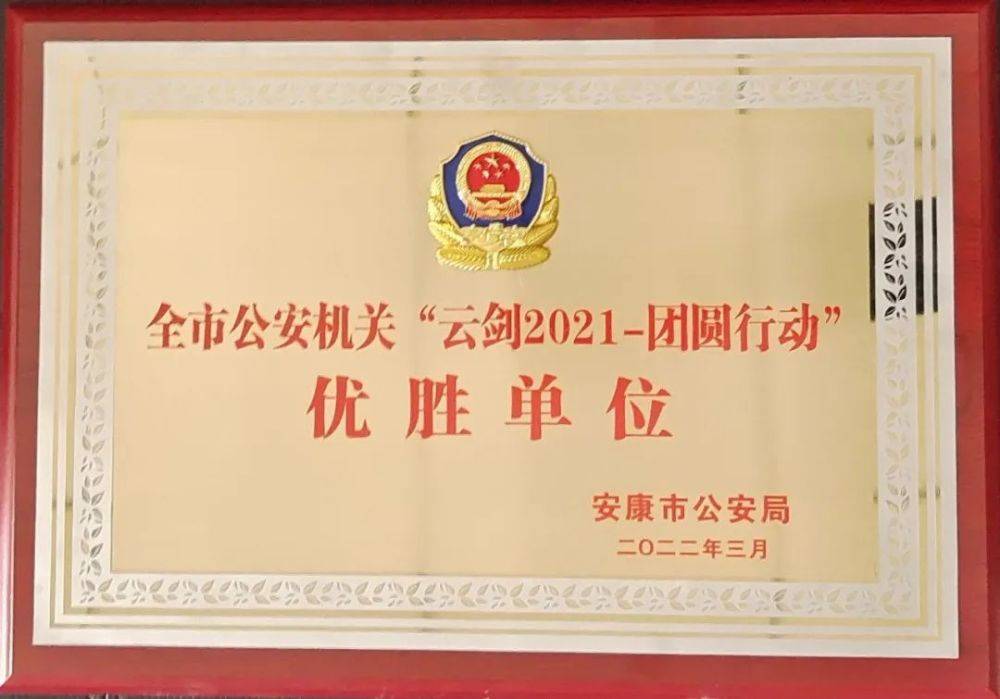 全市公安机关“云剑2021-团圆行动”
优胜单位
安康市公安局
二〇二二年三月